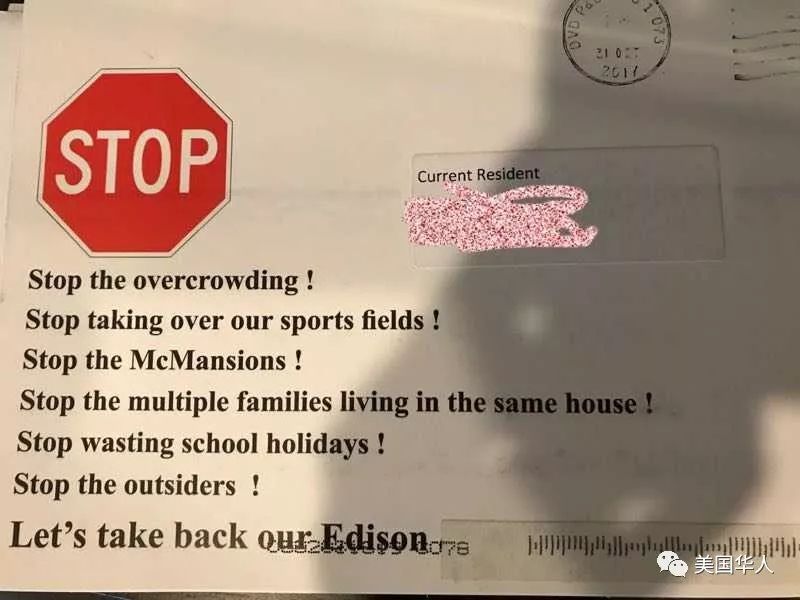 STOP
21 OCT
2017
Current Resident
Stop the overcrowding !
Stop taking over our sports fields !
Stop the McMansions !
Stop the multiple families living in the same house !
Stop wasting school holidays !
Stop the outsiders !
Let's take back our Edison
美国华人